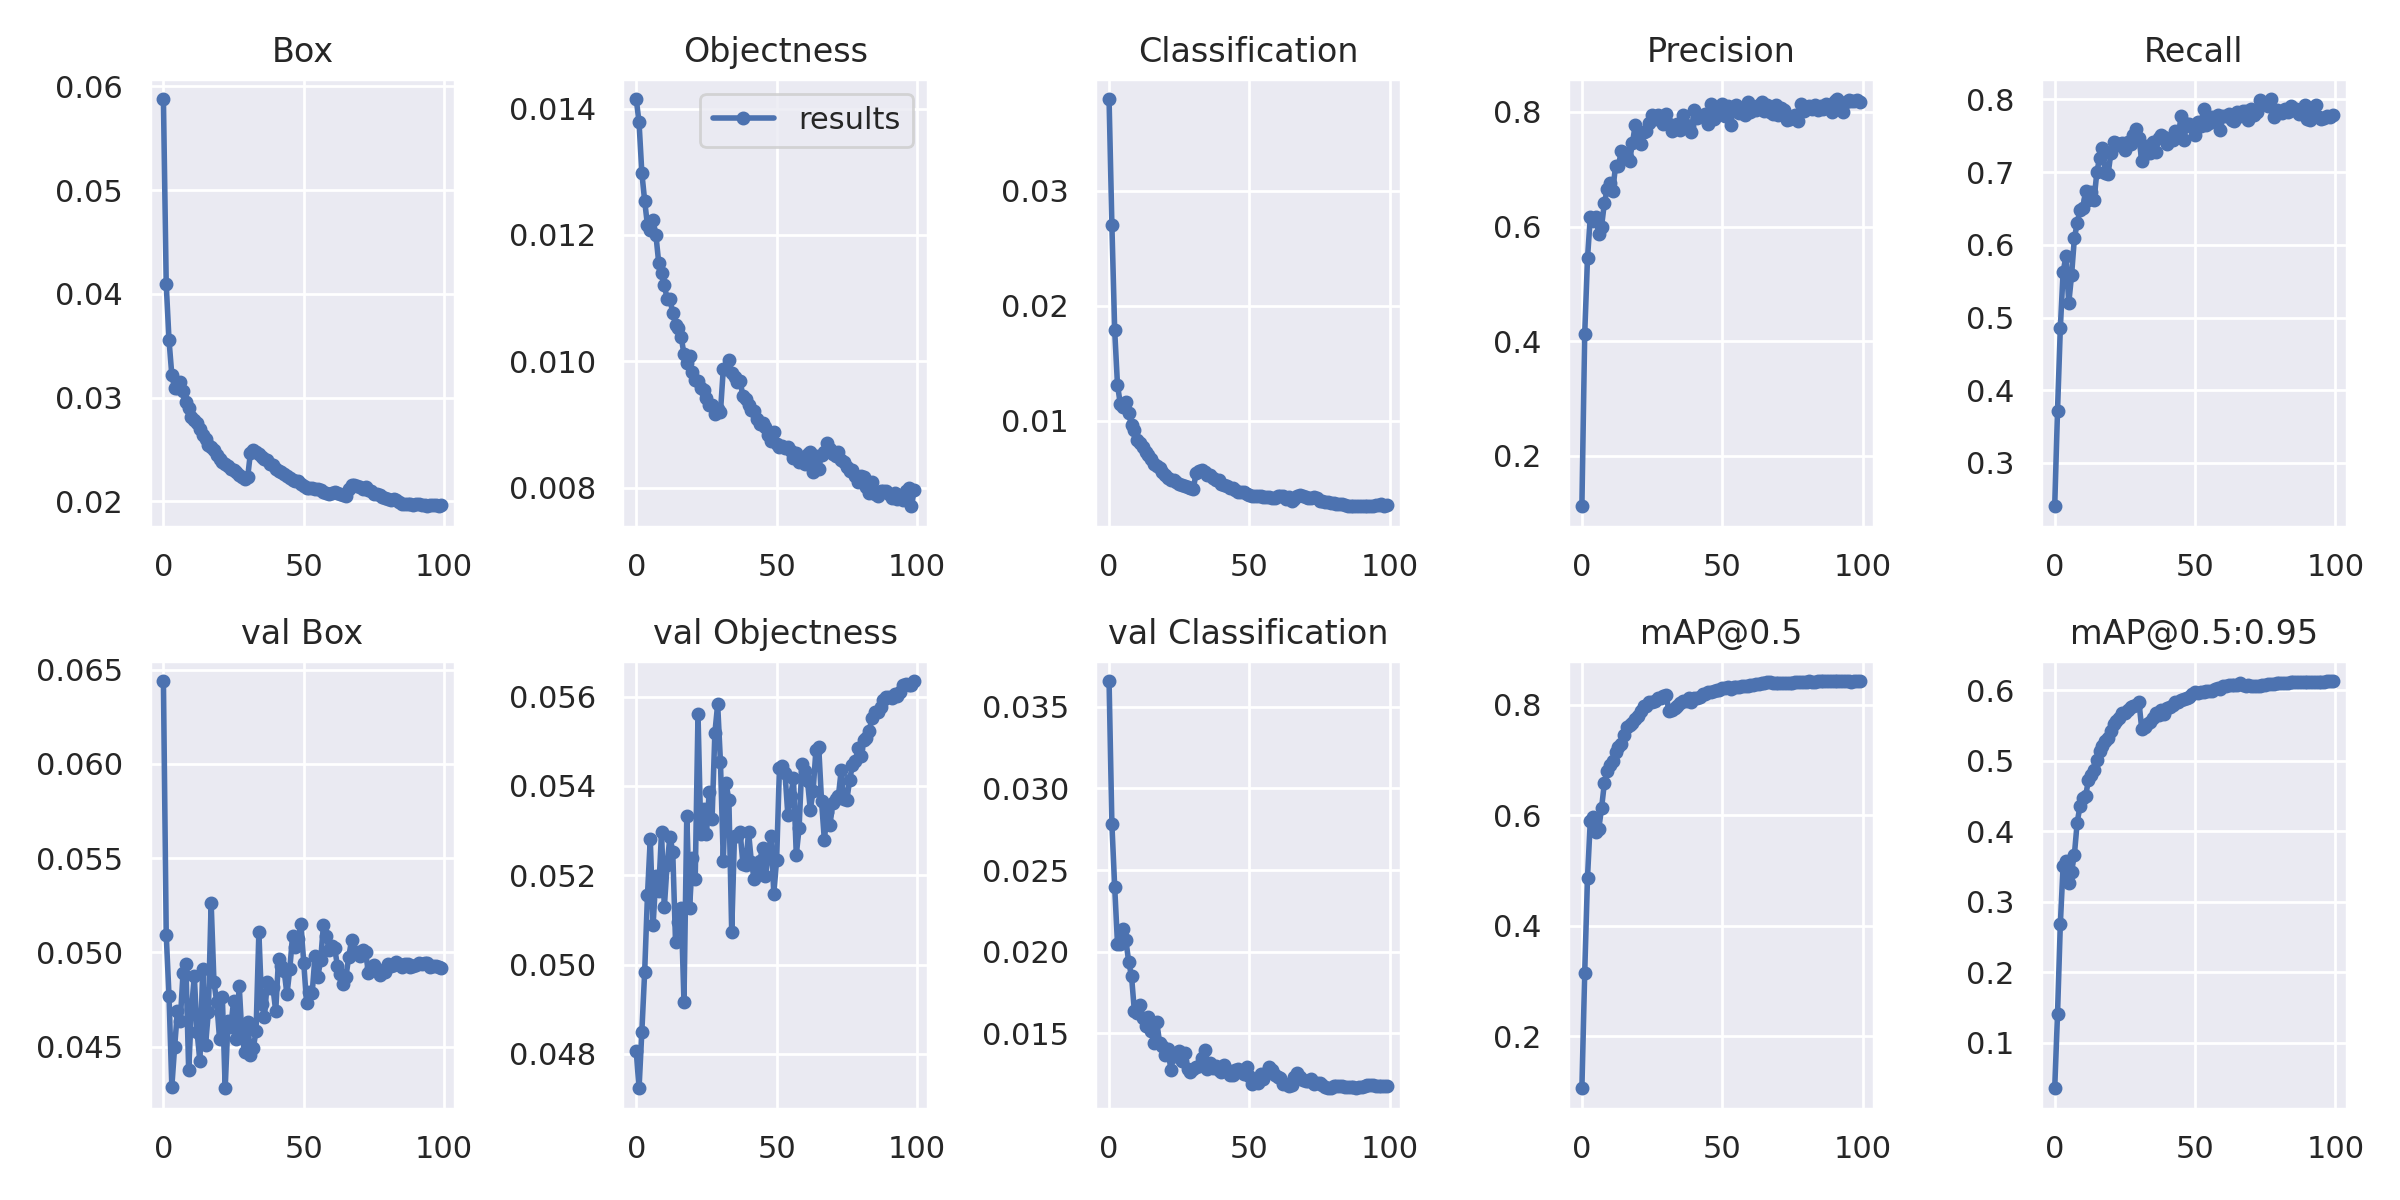 Box
0.06
0.05
0.04
0.03
0.02
0 50 100
Objectness
results
0.014
0.012
0.010
0.008
0 50 100
Classification
0.03
0.02
0.01
0 50 100
Precision
0.8
0.6
0.4
0.2
0 50 100
Recall
0.8
0.7
0.6
0.5
0.4
0.3
0 50 100
val Box
0.065
0.060
0.055
0.050
0.045
0 50 100
val Objectness
0.056
0.054
0.052
0.050
0.048
0 50 100
val Classification
0.035
0.030
0.025
0.020
0.015
0 50 100
mAP@0.5
0.8
0.6
0.4
0.2
0 50 100
mAP@0.5:0.95
0.6
0.5
0.4
0.3
0.2
0.1
0 50 100